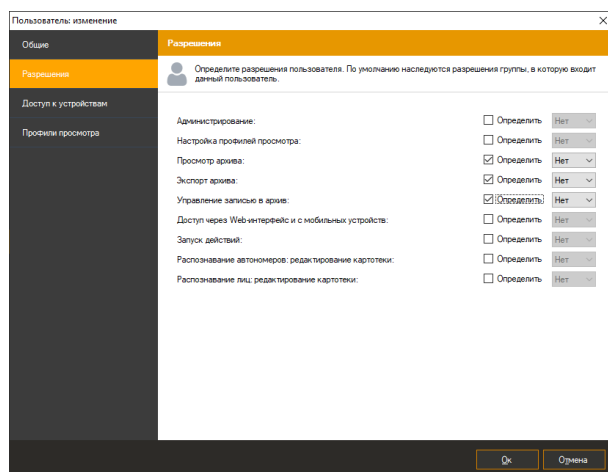 Пользователь: изменение
Общие
Разрешения
Доступ к устройствам
Профили просмотра
Разрешения
Определите разрешения пользователя. По умолчанию наследуются разрешения группы, в которую входит
данный пользователь.
Администрирование: Определить Нет
Настройка профилей просмотра: Определить Нет
Просмотр архива: Определить Нет
Экспорт архива: Определить Нет
Управление записью в архив: Определить Нет
Доступ через Web-интерфейс и с мобильных устройств: Определить Нет
Запуск действий: Определить Нет
Распознавание автономеров: редактирование картотеки: Определить Нет
Распознавание лиц: редактирование картотеки: Определить Нет
Ок Отмена